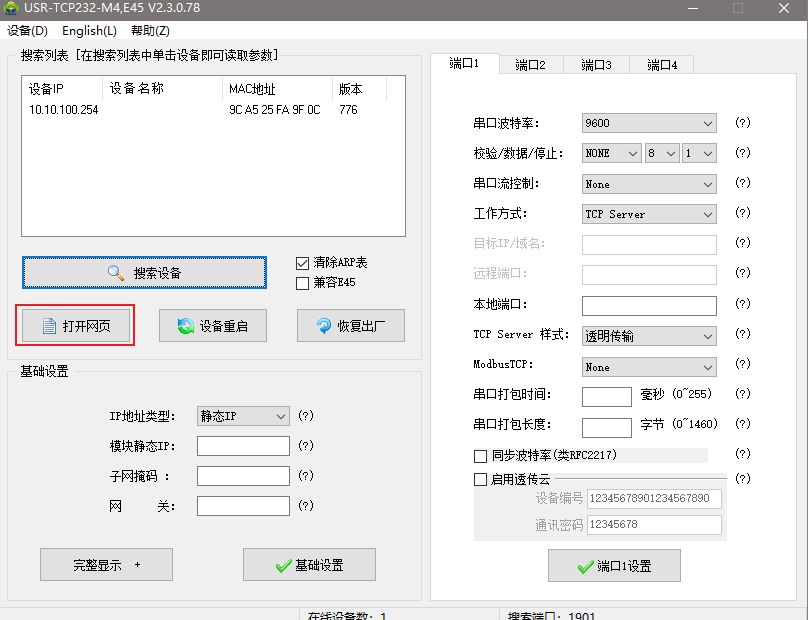 USR-TCP232-M4,E45 V2.3.0.78
设备(D) English(L) 帮助(Z)
搜索列表 [在搜索列表中单击设备即可读取参数]
设备IP 设备名称 MAC地址 版本
10.10.100.254 9C A5 25 FA 9F 0C 776
搜索设备
清除ARP表
兼容E45
打开网页 设备重启 恢复出厂
基础设置
IP地址类型: 静态IP (?)
模块静态IP: (?)
子网掩码 : (?)
网 关: (?)
完整显示 + 基础设置
端口1 端口2 端口3 端口4
串口波特率: 9600 (?)
校验/数据/停止: NONE 8 1 (?)
串口流控制: None (?)
工作方式: TCP Server (?)
目标IP/域名: (?)
远程端口: (?)
本地端口: (?)
TCP Server 样式: 透明传输 (?)
ModbusTCP: None (?)
串口打包时间: 毫秒 (0~255) (?)
串口打包长度: 字节 (0~1460) (?)
同步波特率(类RFC2217) (?)
启用透传云 (?)
设备编号 12345678901234567890
通讯密码 12345678
端口1设置
在线设备数: 1 搜索端口: 1901